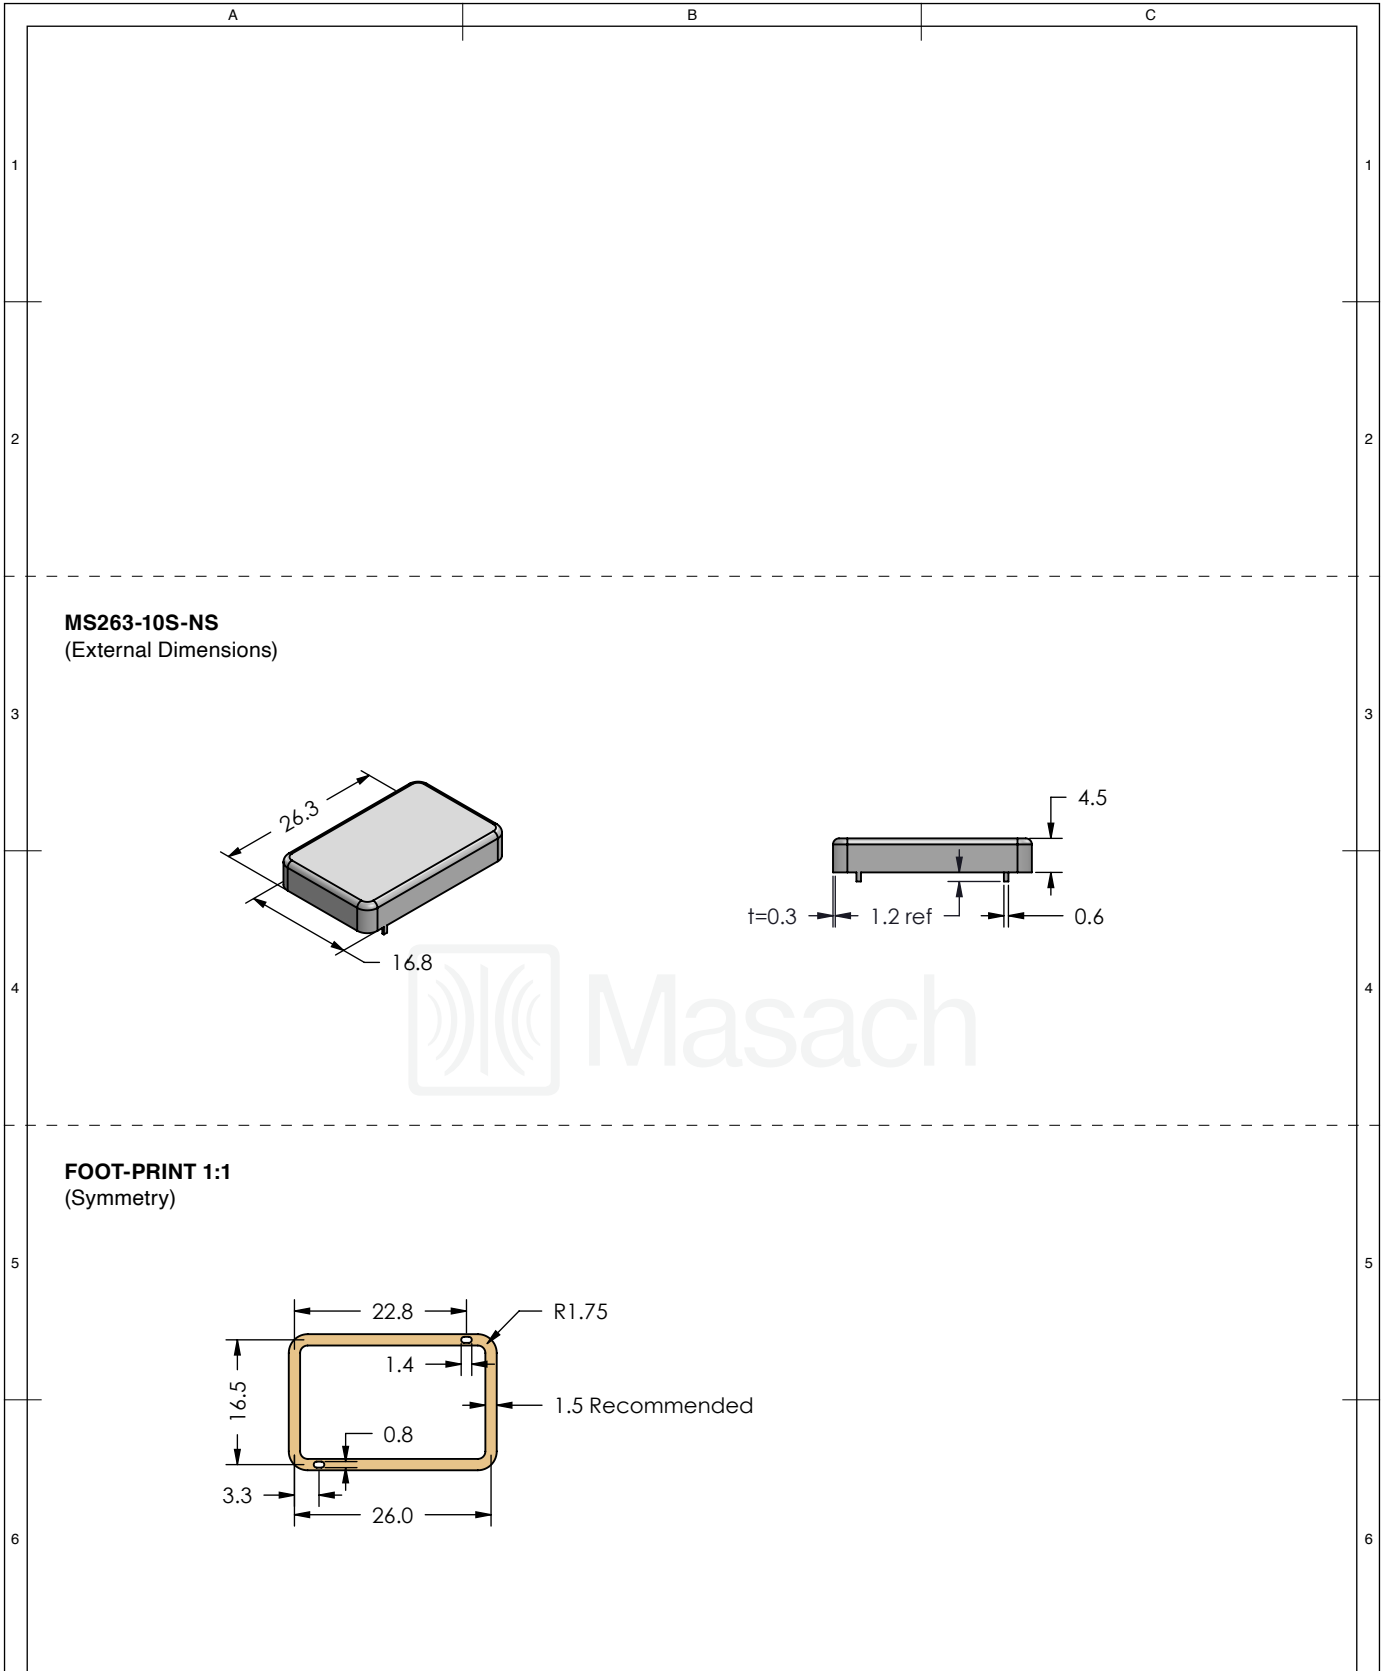 A B C
1 1
2 2
MS263-10S-NS
(External Dimensions)
3 3
26.3
16.8
4.5
t=0.3 1.2 ref 0.6
4 4
Masach
FOOT-PRINT 1:1
(Symmetry)
5 5
22.8 R1.75
1.4
16.5
1.5 Recommended
0.8
3.3
26.0
6 6